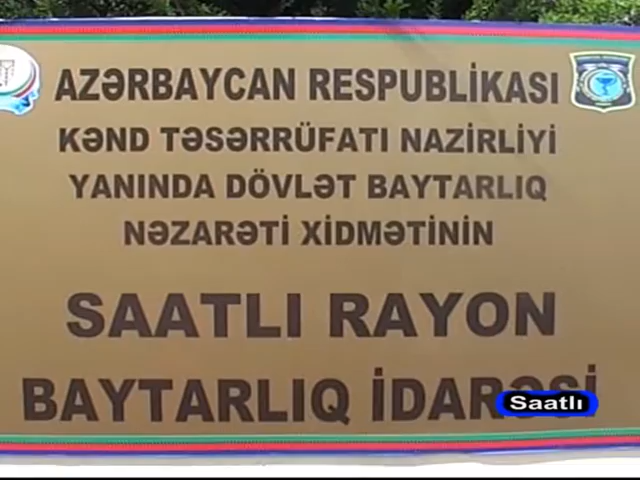 AZƏRBAYCAN RESPUBLİKASI
KƏND TƏSƏRRÜFATI NAZİRLİYİ
YANINDA DÖVLƏT BAYTARLIQ
NƏZARƏTİ XİDMƏTİNİN
SAATLI RAYON
BAYTARLIQ İDARƏSİ
Saatlı